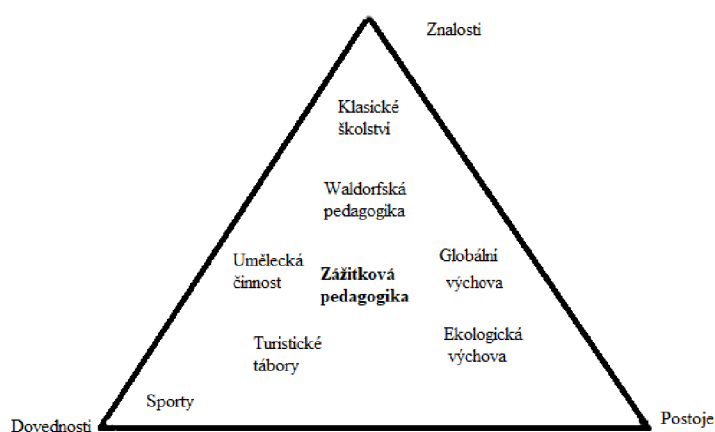 Znalosti
Klasické
školství
Waldorfská
pedagogika
Umělecká
činnost
Zážitková
pedagogika
Globální
výchova
Turistické
tábory
Ekologická
výchova
Sporty
Dovednosti
Postoje